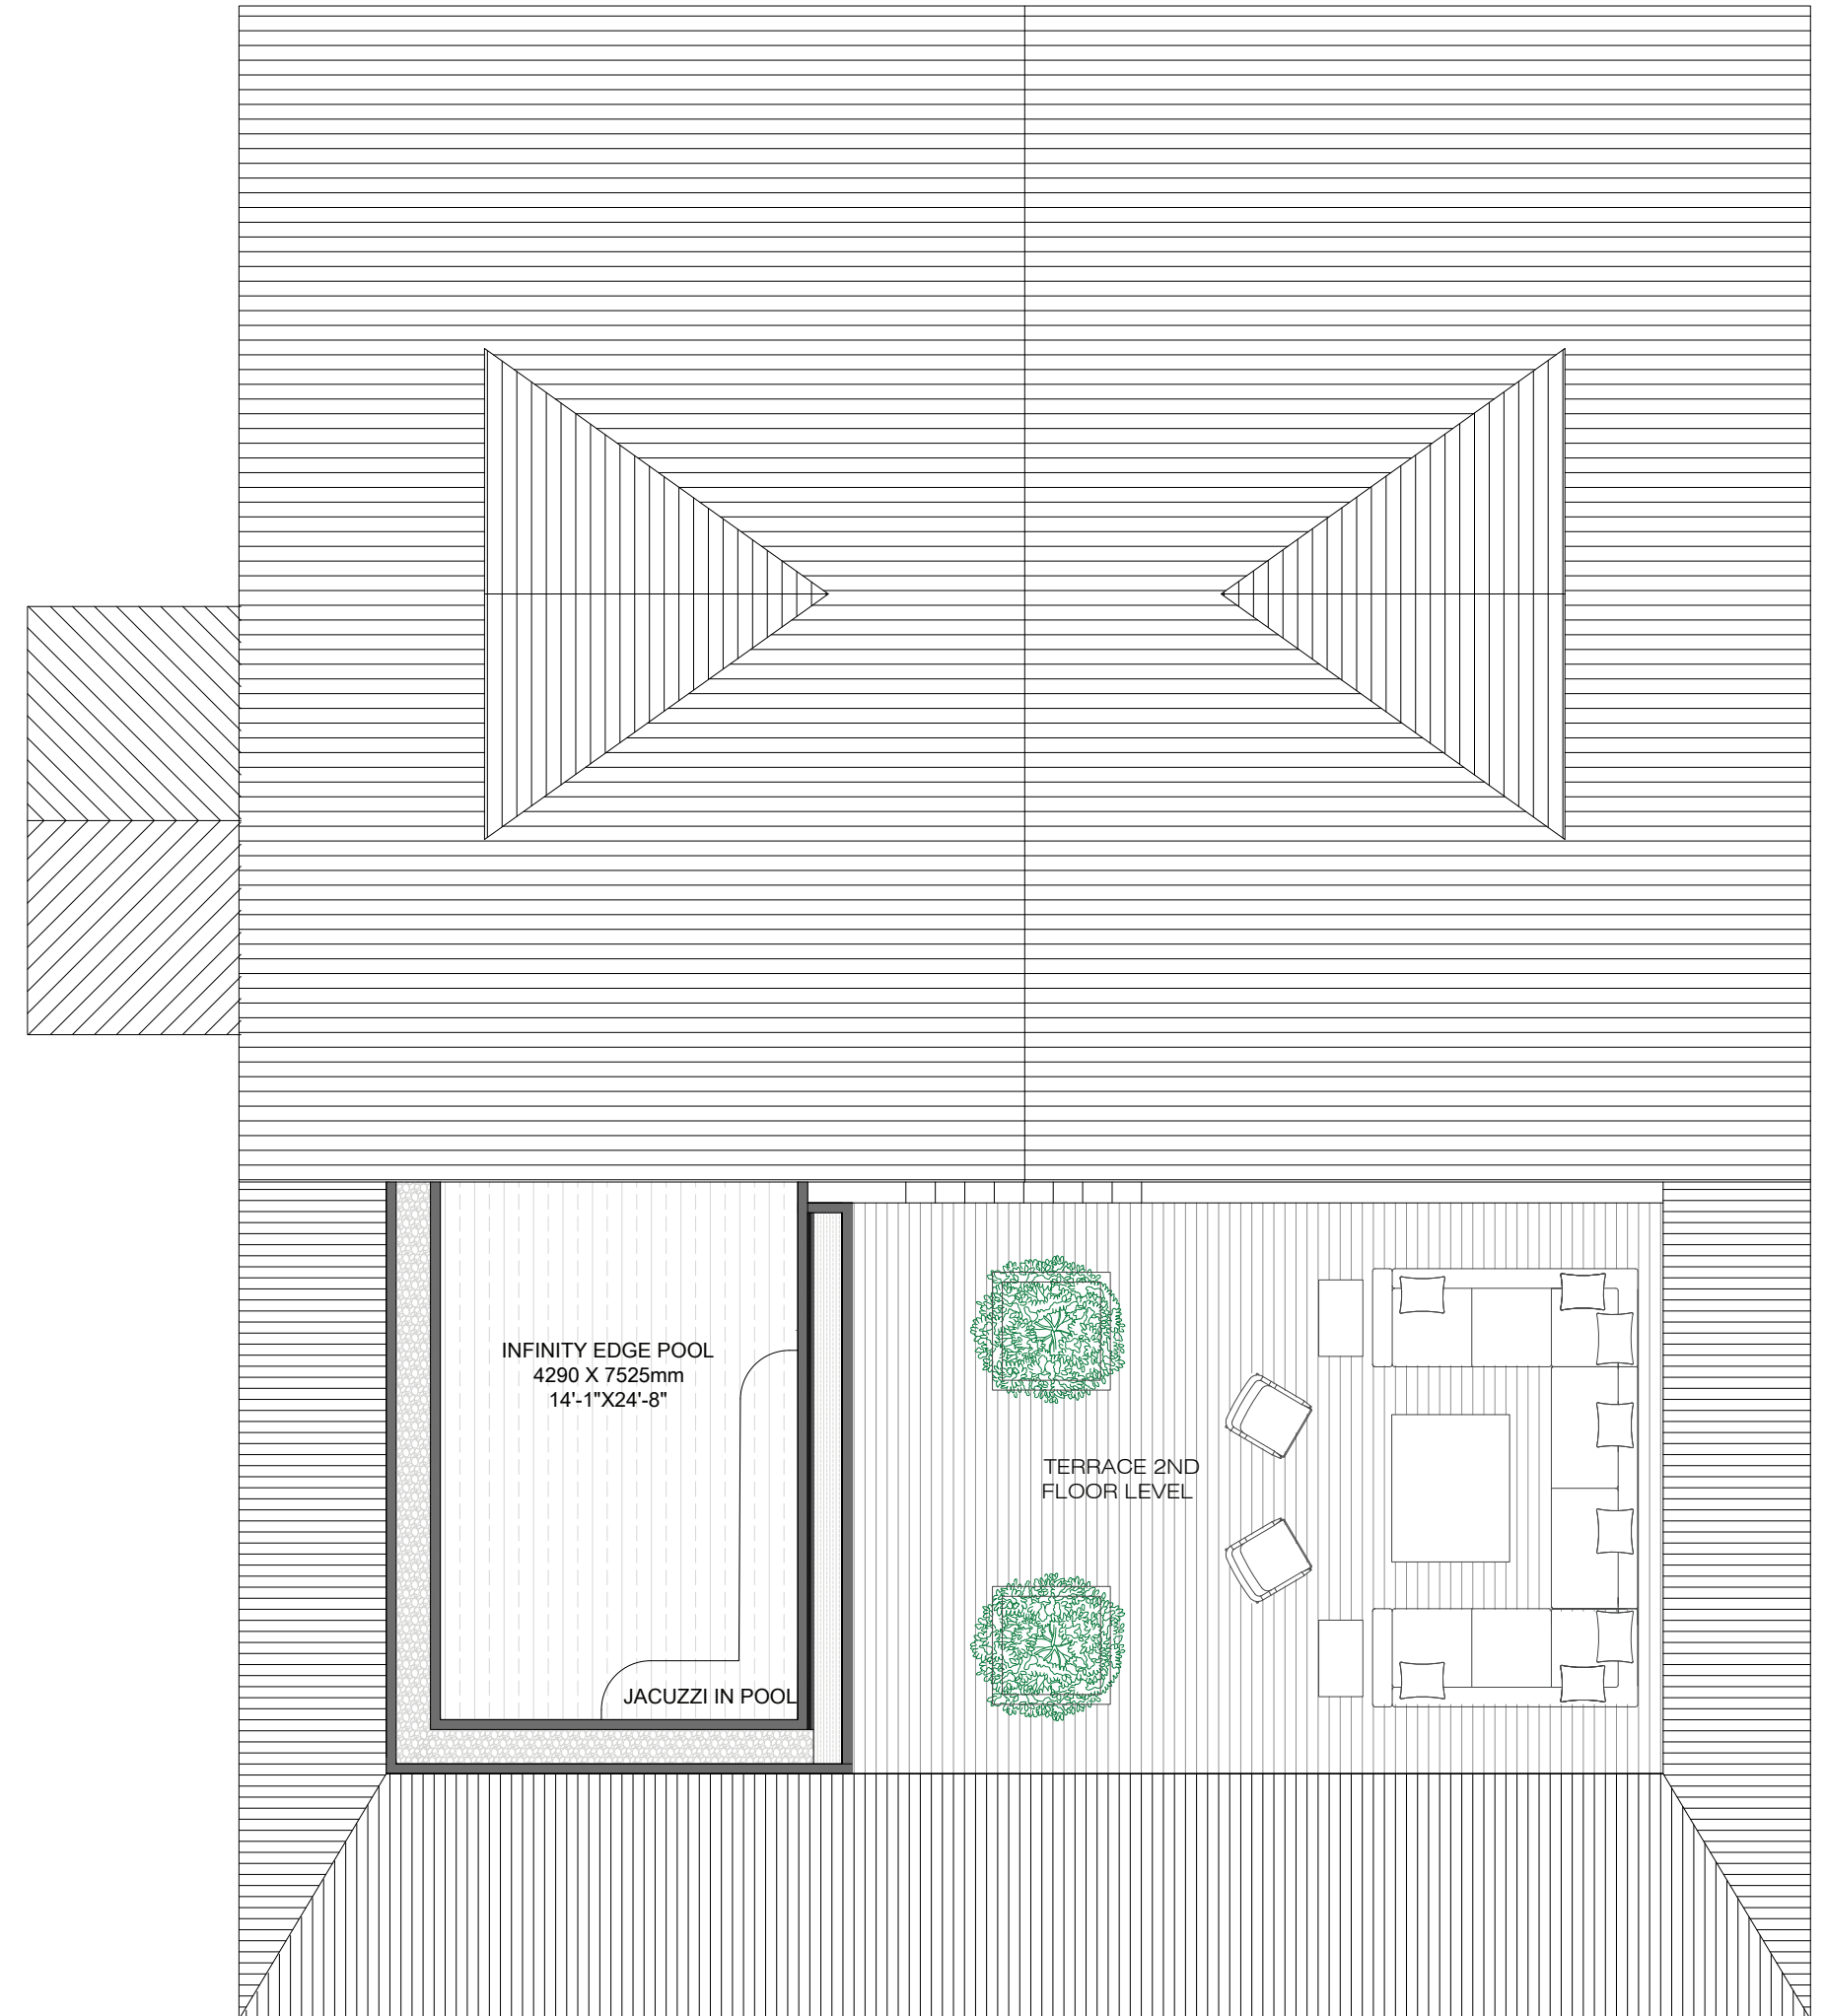 INFINITY EDGE POOL
4290 X 7525mm
14'-1"X24'-8"
TERRACE 2ND
FLOOR LEVEL
JACUZZI IN POOL